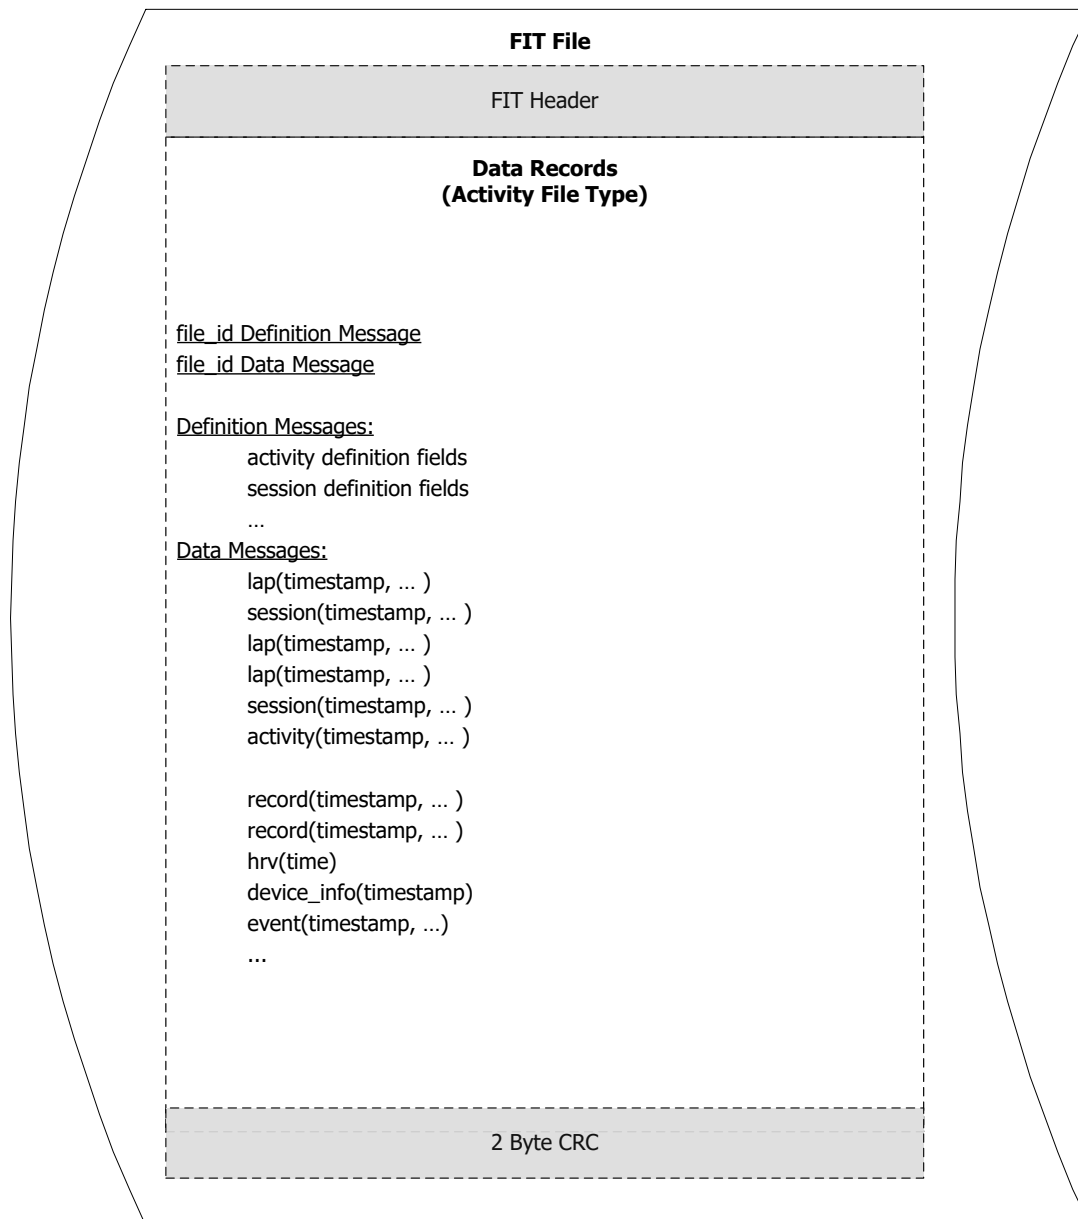 FIT File
FIT Header
Data Records
(Activity File Type)
file_id Definition Message
file_id Data Message
Definition Messages:
activity definition fields
session definition fields
…
Data Messages:
lap(timestamp, … )
session(timestamp, … )
lap(timestamp, … )
lap(timestamp, … )
session(timestamp, … )
activity(timestamp, … )
record(timestamp, … )
record(timestamp, … )
hrv(time)
device_info(timestamp)
event(timestamp, …)
...
2 Byte CRC